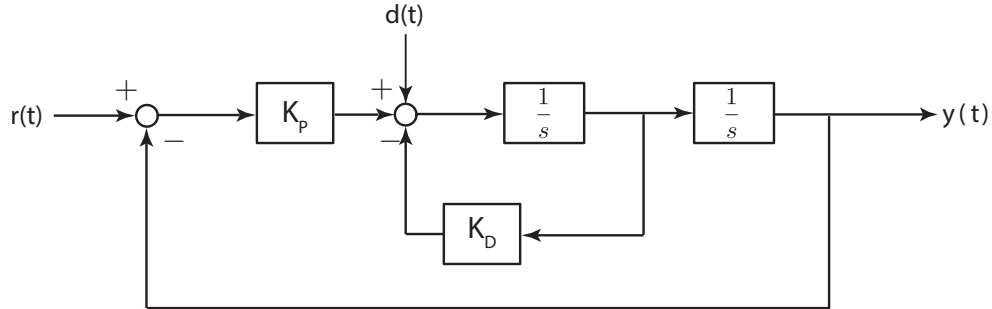 d(t)
r(t)
+
−
K_P
+
−
−
1/s
1/s
y(t)
K_D